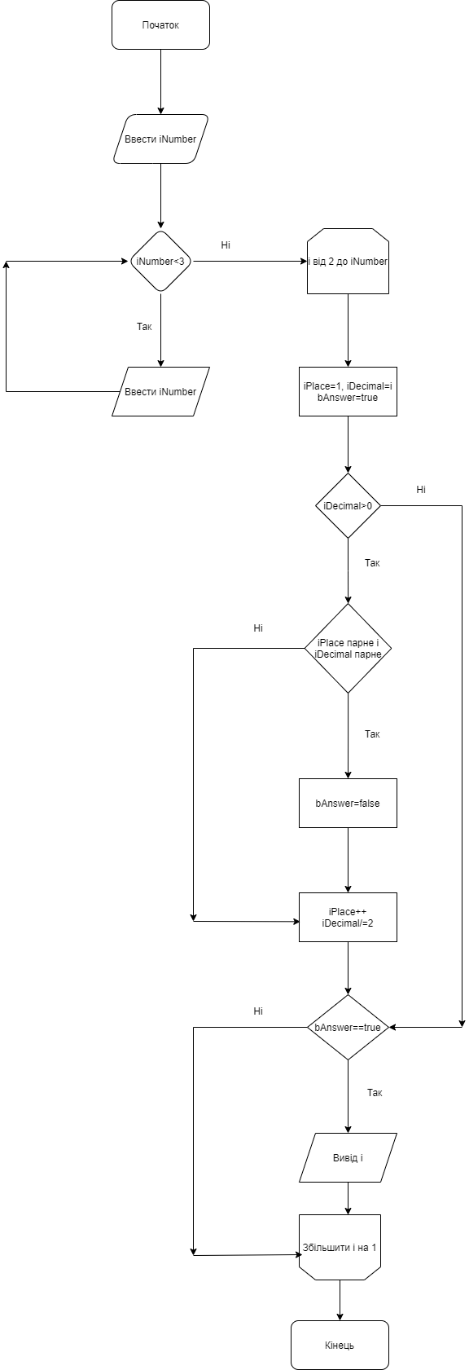 Початок
Ввести iNumber
iNumber<3
Ні
і від 2 до iNumber
Так
Ввести iNumber
iPlace=1, iDecimal=i
bAnswer=true
iDecimal>0
Ні
Так
Ні
iPlace парне і
iDecimal парне
Так
bAnswer=false
iPlace++
iDecimal/=2
Ні
bAnswer==true
Так
Вивід і
Збільшити і на 1
Кінець